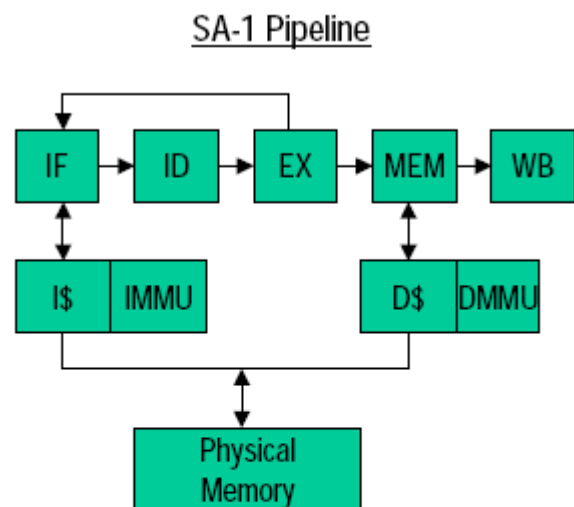 SA-1 Pipeline
IF
ID
EX
MEM
WB
I$
IMMU
D$
DMMU
Physical
Memory